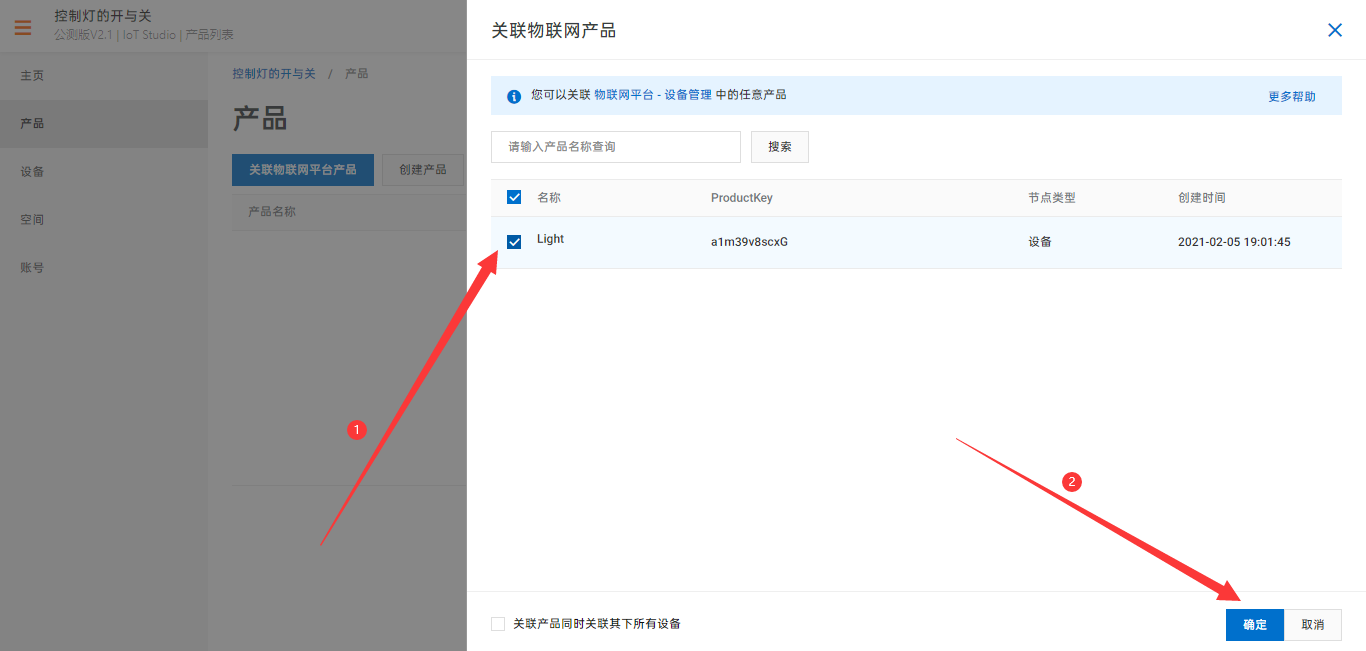 控制灯的开与关
公测版V2.1 | IoT Studio | 产品列表
主页
产品
设备
空间
账号
控制灯的开与关 / 产品
产品
关联物联网平台产品
创建产品
产品名称
关联物联网产品
您可以关联 物联网平台 - 设备管理 中的任意产品
更多帮助
请输入产品名称查询
搜索
名称 ProductKey 节点类型 创建时间
Light a1m39v8scxG 设备 2021-02-05 19:01:45
1
2
关联产品同时关联其下所有设备
确定
取消